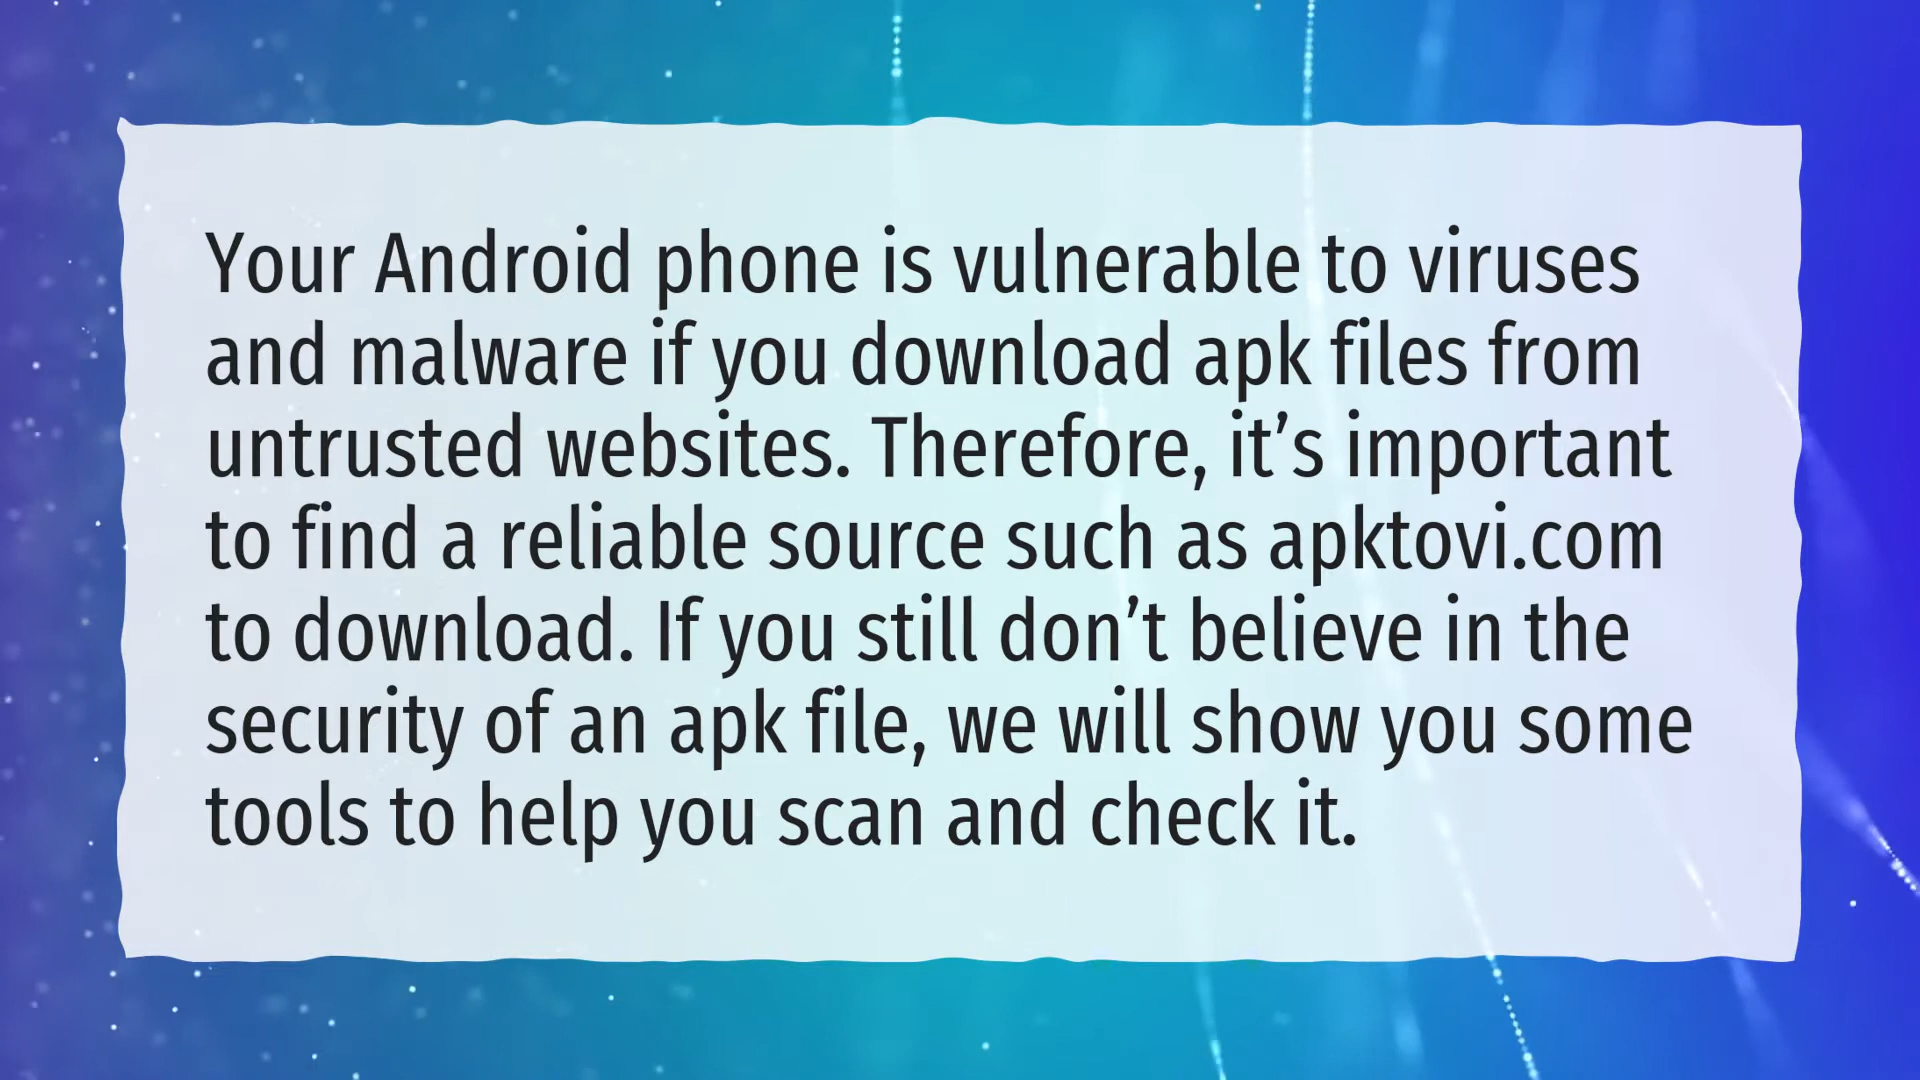 Your Android phone is vulnerable to viruses
and malware if you download apk files from
untrusted websites. Therefore, it’s important
to find a reliable source such as apktovi.com
to download. If you still don’t believe in the
security of an apk file, we will show you some
tools to help you scan and check it.